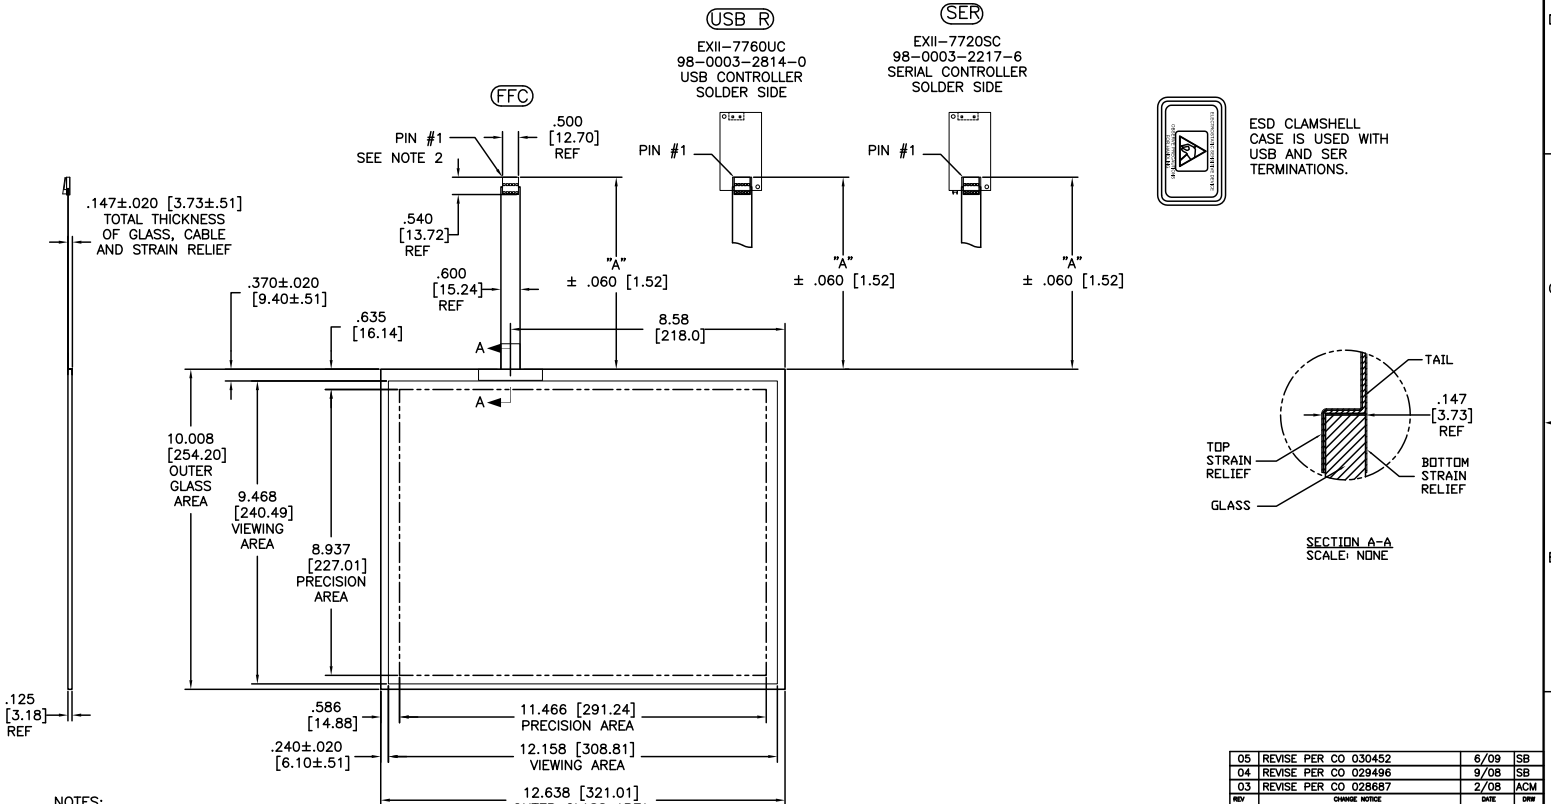 USB R
EXII-7760UC
98-0003-2814-0
USB CONTROLLER
SOLDER SIDE
PIN #1
SER
EXII-7720SC
98-0003-2217-6
SERIAL CONTROLLER
SOLDER SIDE
PIN #1
FFC
PIN #1
SEE NOTE 2
.500
[12.70]
REF
ESD CLAMSHELL
CASE IS USED WITH
USB AND SER
TERMINATIONS.
.147±.020 [3.73±.51]
TOTAL THICKNESS
OF GLASS, CABLE
AND STRAIN RELIEF
.540
[13.72]
REF
.600
[15.24]
REF
"A"
± .060 [1.52]
"A"
± .060 [1.52]
"A"
± .060 [1.52]
.370±.020
[9.40±.51]
.635
[16.14]
8.58
[218.0]
A
A
10.008
[254.20]
OUTER
GLASS
AREA
9.468
[240.49]
VIEWING
AREA
8.937
[227.01]
PRECISION
AREA
TAIL
.147
[3.73]
REF
TOP
STRAIN
RELIEF
BOTTOM
STRAIN
RELIEF
GLASS
SECTION A-A
SCALE: NONE
.125
[3.18]
REF
.586
[14.88]
11.466 [291.24]
PRECISION AREA
.240±.020
[6.10±.51]
12.158 [308.81]
VIEWING AREA
12.638 [321.01]
NOTES:
05 REVISE PER CO 030452 6/09 SB
04 REVISE PER CO 029496 9/08 SB
03 REVISE PER CO 028687 2/08 ACM
REV CHANGE NOTICE DATE DRW